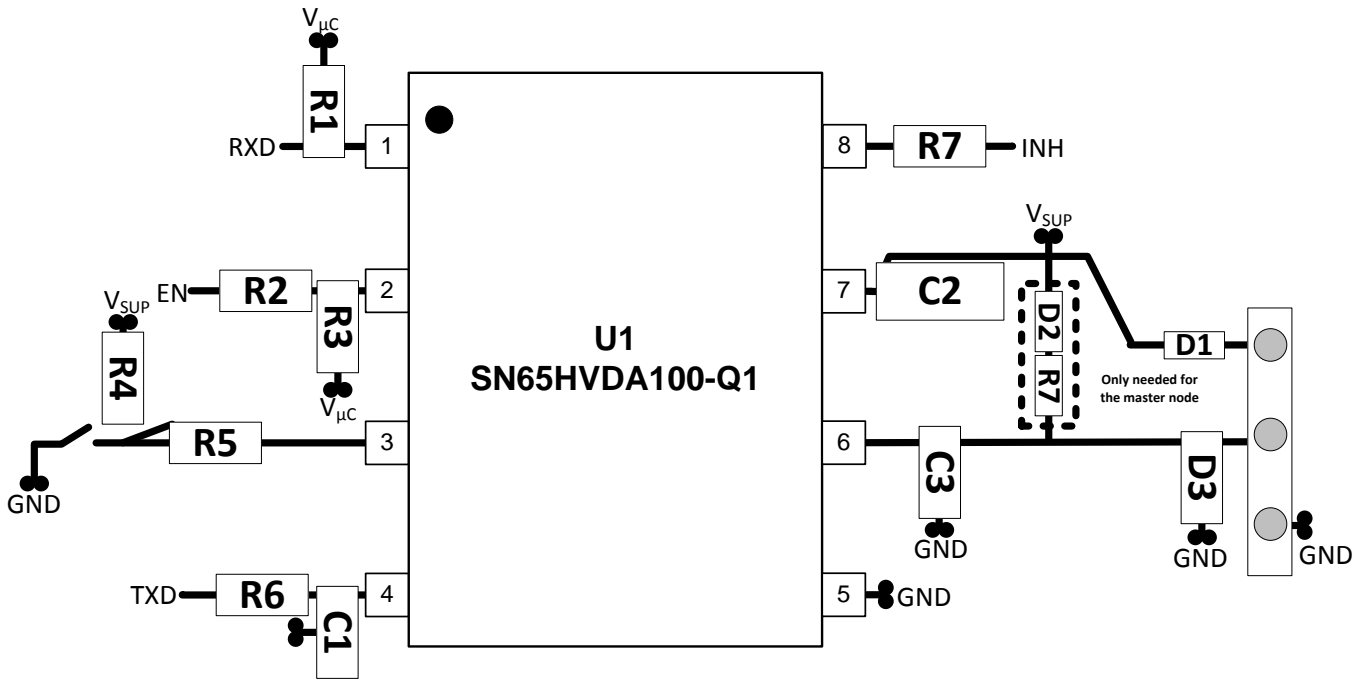 VµC
R1
RXD
1
8
R7
INH
VSUP
EN
R2
2
R3
VµC
7
C2
D2
R7
D1
Only needed for
the master node
U1
SN65HVDA100-Q1
VSUP
R4
R5
3
GND
6
C3
GND
D3
GND
GND
TXD
R6
4
C1
5
GND